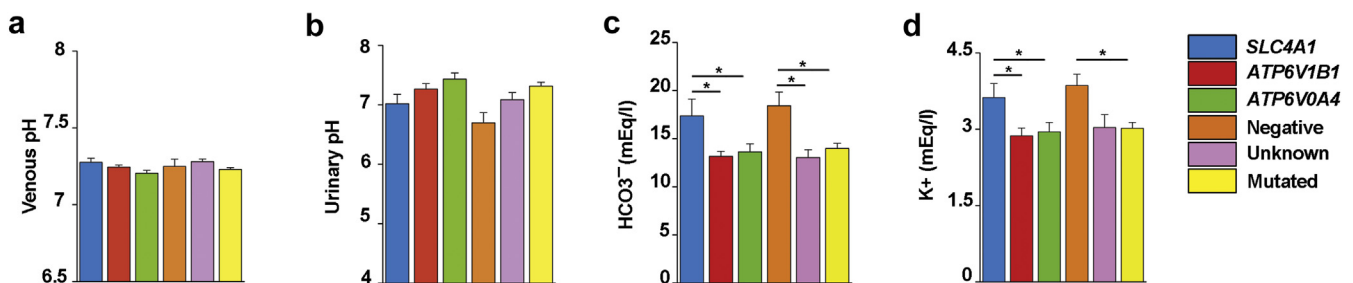 a
8
7.5
7
6.5
Venous pH
b
8
7
6
5
4
Urinary pH
c
25
20
15
10
5
0
HCO3⁻ (mEq/l)
*
*
*
*
d
4.5
3
1.5
0
K+ (mEq/l)
*
*
*
SLC4A1
ATP6V1B1
ATP6V0A4
Negative
Unknown
Mutated